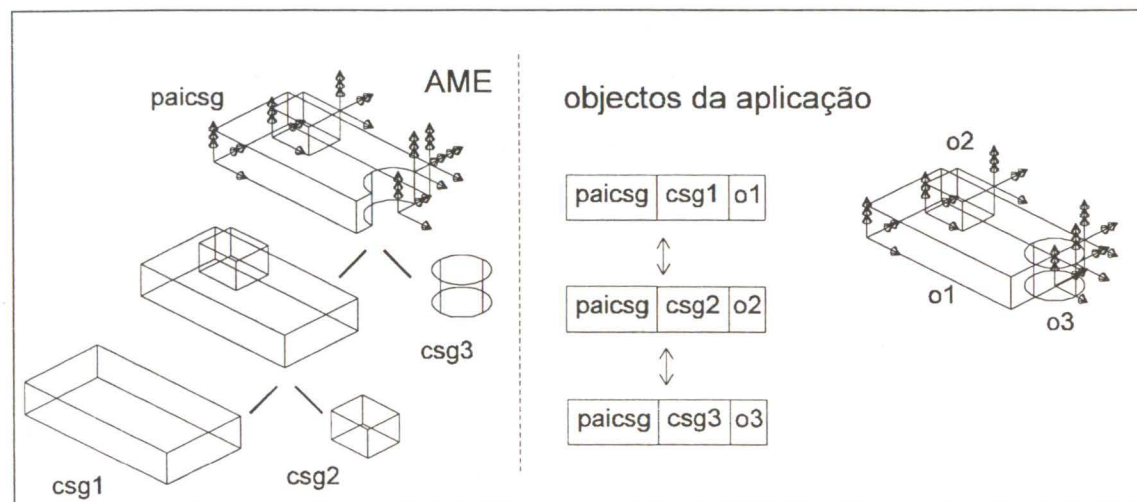 AME
paicsg
csg3
csg1
csg2
objectos da aplicação
paicsg csg1 o1
paicsg csg2 o2
paicsg csg3 o3
o2
o1
o3